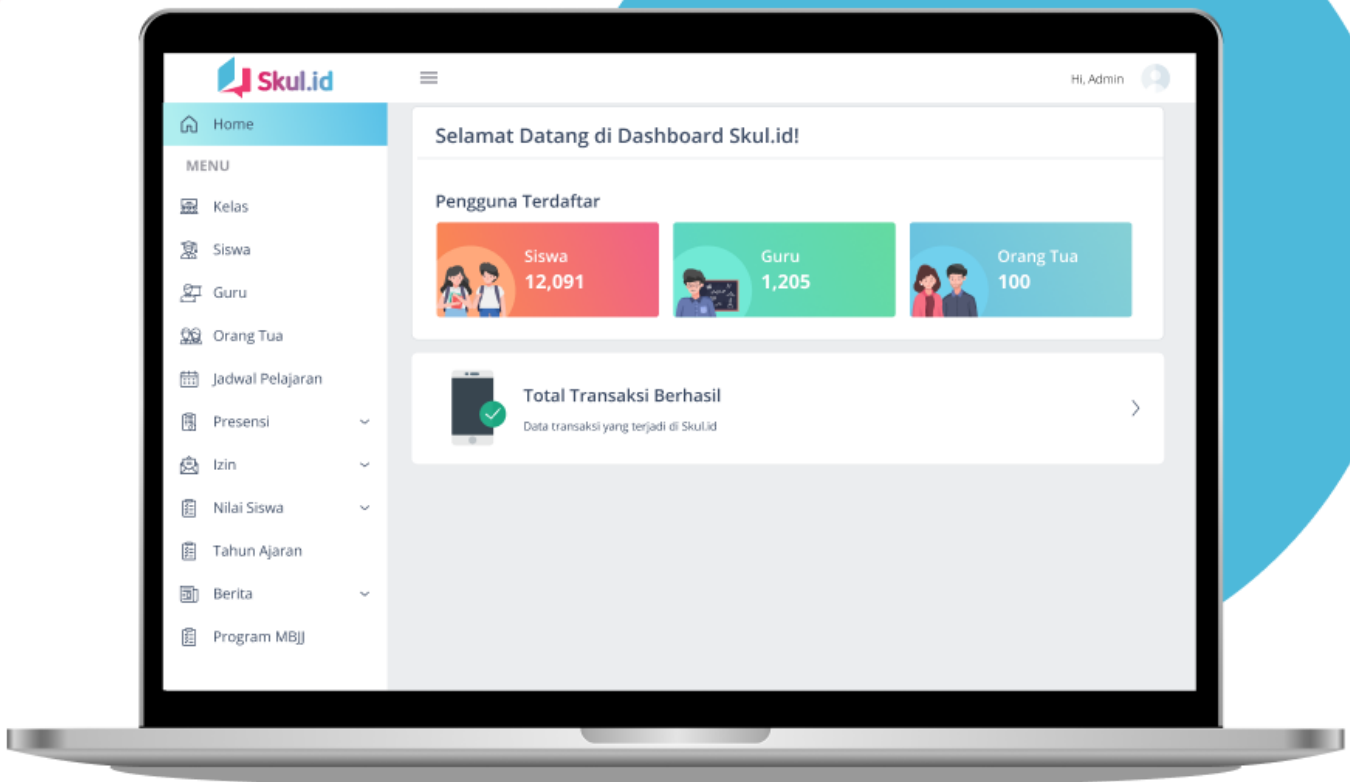 Skul.id
Hi, Admin
Home
MENU
Kelas
Siswa
Guru
Orang Tua
Jadwal Pelajaran
Presensi
Izin
Nilai Siswa
Tahun Ajaran
Berita
Program MBJJ
Selamat Datang di Dashboard Skul.id!
Pengguna Terdaftar
Siswa
12,091
Guru
1,205
Orang Tua
100
Total Transaksi Berhasil
Data transaksi yang terjadi di Skul.id